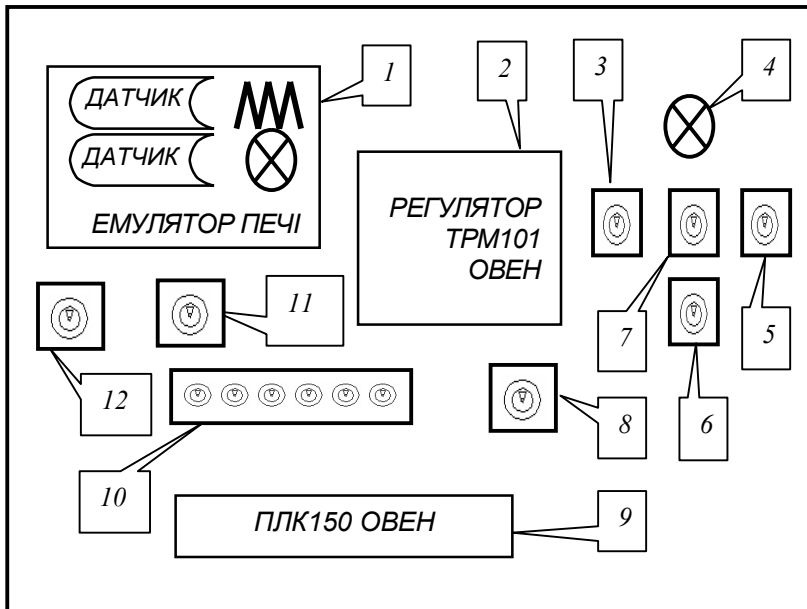 1
2
3
4
ДАТЧИК
ДАТЧИК
ЕМУЛЯТОР ПЕЧІ
РЕГУЛЯТОР
ТРМ101
ОВЕН
11
7
5
12
8
6
10
ПЛК150 ОВЕН
9